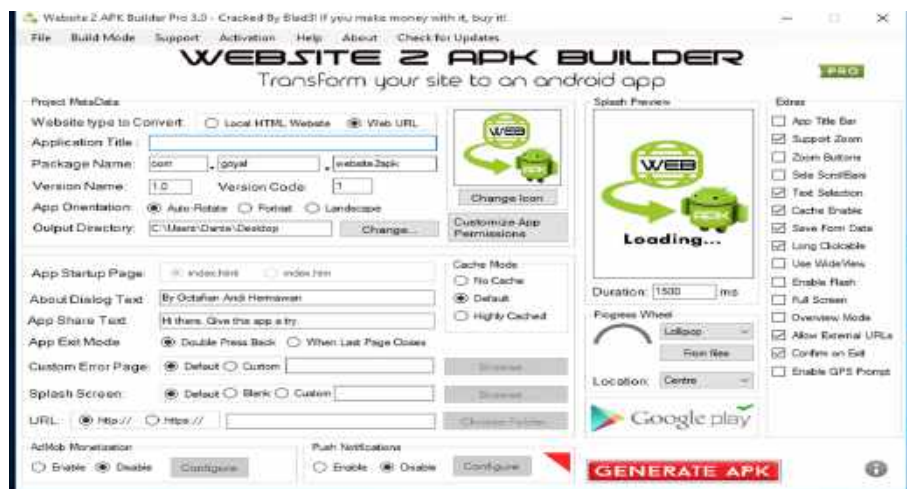 Website 2 APK Builder Pro 3.0 - Cracked By Blad3! If you make money with it, buy it!
File Build Mode Support Activation Help About Check for Updates
WEBSITE 2 APK BUILDER
Transform your site to an android app
PRO
Project MetaData
Website type to Convert: Local HTML Website Web URL
Application Title :
Package Name: com . goyal . website2apk
Version Name: 1.0 Version Code: 1
App Orientation: Auto-Rotate Portrait Landscape
Output Directory: C:\Users\Dante\Desktop Change...
WEB
APK
Change Icon
Customize App Permissions
App Startup Page: index.html index.htm
About Dialog Text: By Octafian Andi Hermawan
App Share Text: Hi there. Give this app a try
App Exit Mode: Double Press Back When Last Page Closes
Custom Error Page: Default Custom Browse
Splash Screen: Default Blank Custom Browse
URL: http:// https:// Choose Folder
Cache Mode
No Cache
Default
Highly Cached
AdMob Monetization
Enable Disable Configure
Push Notifications
Enable Disable Configure
Splash Preview
WEB
APK
Loading...
Duration: 1500 ms
Progress Wheel
Lollipop
From files
Location: Centre
Google play
GENERATE APK
Extras
App Title Bar
Support Zoom
Zoom Buttons
Side ScrollBars
Text Selection
Cache Enable
Save Form Data
Long Clickable
Use WideView
Enable Flash
Full Screen
Overview Mode
Allow External URLs
Confirm on Exit
Enable GPS Prompt